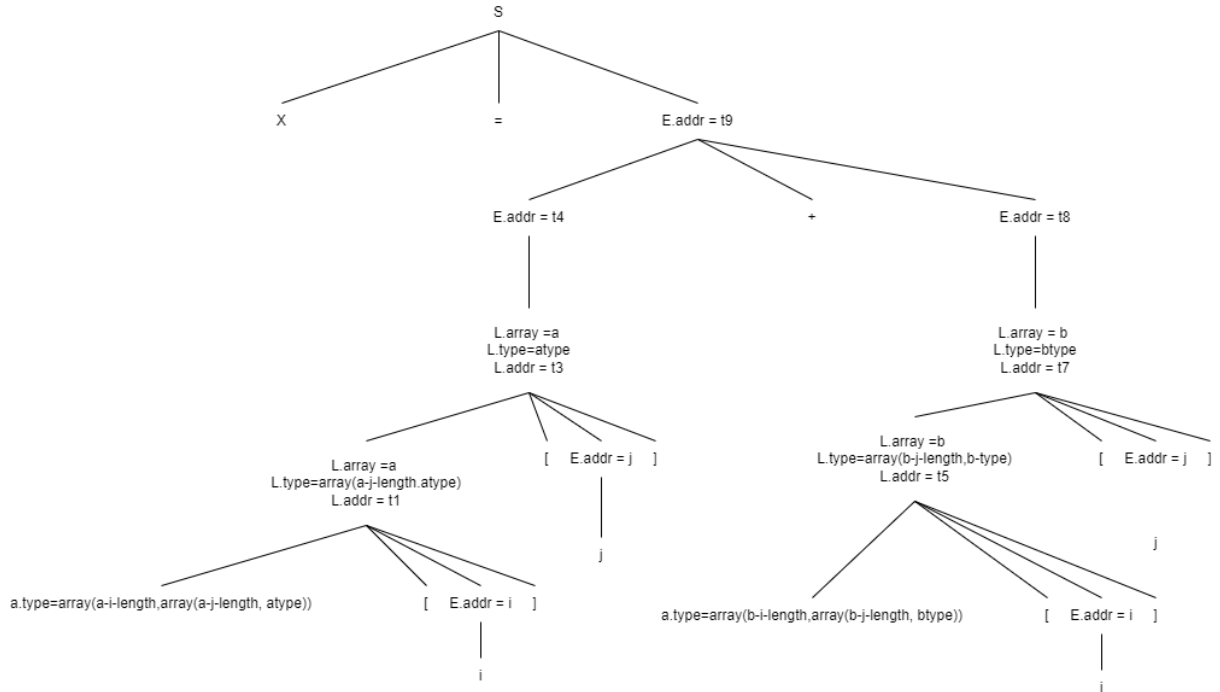 S
X
=
E.addr = t9
E.addr = t4
+
E.addr = t8
L.array =a
L.type=atype
L.addr = t3
L.array = b
L.type=btype
L.addr = t7
L.array =a
L.type=array(a-j-length.atype)
L.addr = t1
[ E.addr = j ]
L.array =b
L.type=array(b-j-length,b-type)
L.addr = t5
[ E.addr = j ]
j
j
a.type=array(a-i-length,array(a-j-length, atype))
[ E.addr = i ]
a.type=array(b-i-length,array(b-j-length, btype))
[ E.addr = i ]
i
i